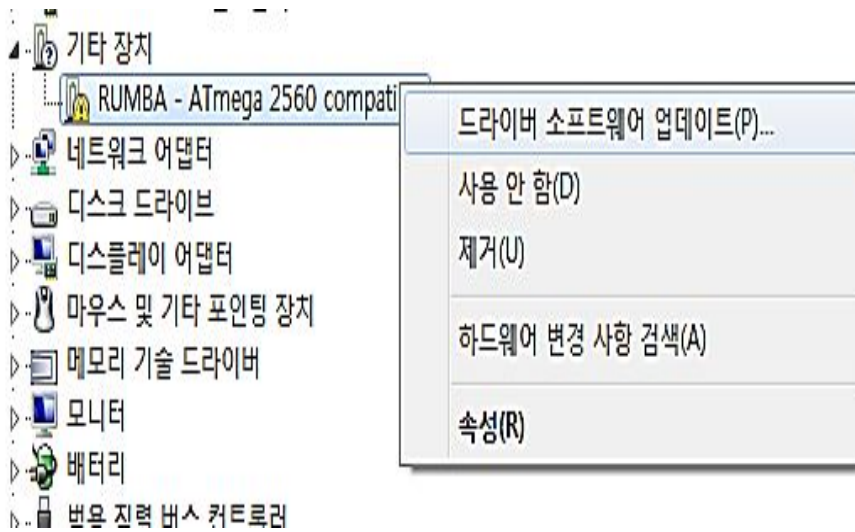 기타 장치
RUMBA - ATmega 2560 compati
드라이버 소프트웨어 업데이트(P)...
사용 안 함(D)
제거(U)
하드웨어 변경 사항 검색(A)
속성(R)
네트워크 어댑터
디스크 드라이브
디스플레이 어댑터
마우스 및 기타 포인팅 장치
메모리 기술 드라이버
모니터
배터리
범용 직렬 버스 컨트롤러